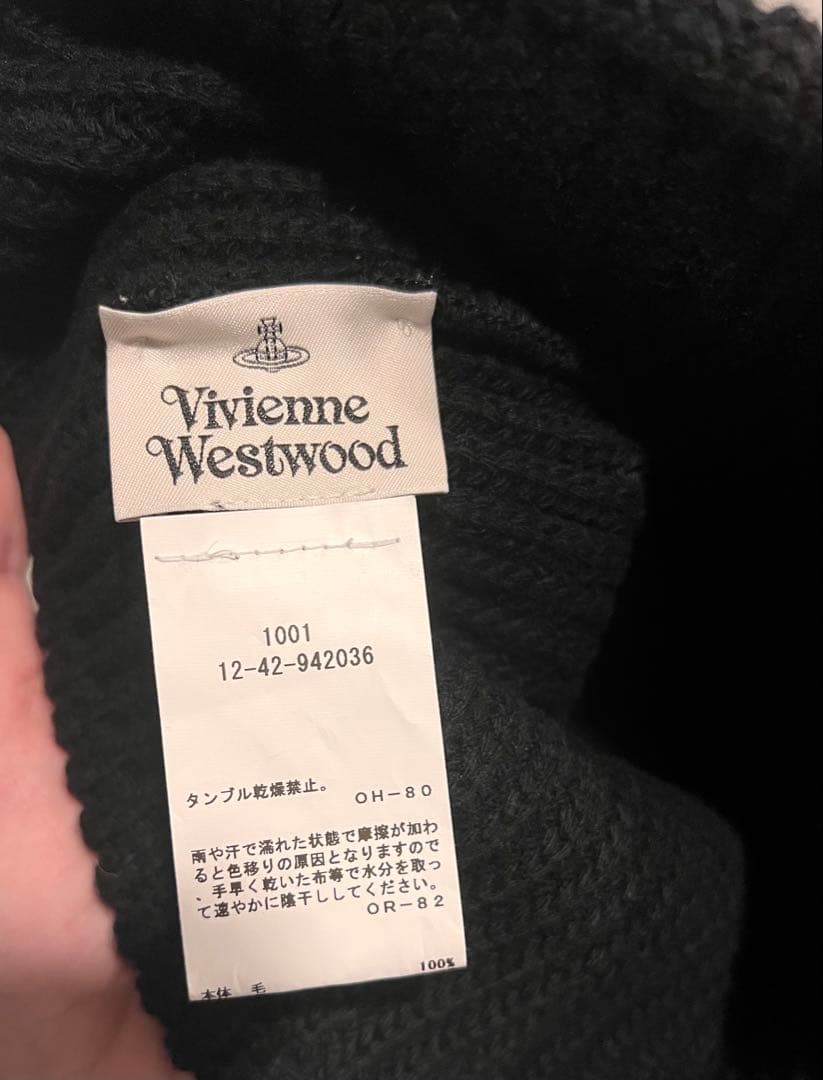 Vivienne
Westwood
1001
12-42-942036
タンブル乾燥禁止。
OH-80
雨や汗で濡れた状態で摩擦が加わ
ると色移りの原因となりますので
、手早く乾いた布等で水分を取っ
て速やかに陰干ししてください。
OR-82
100%
本体 毛